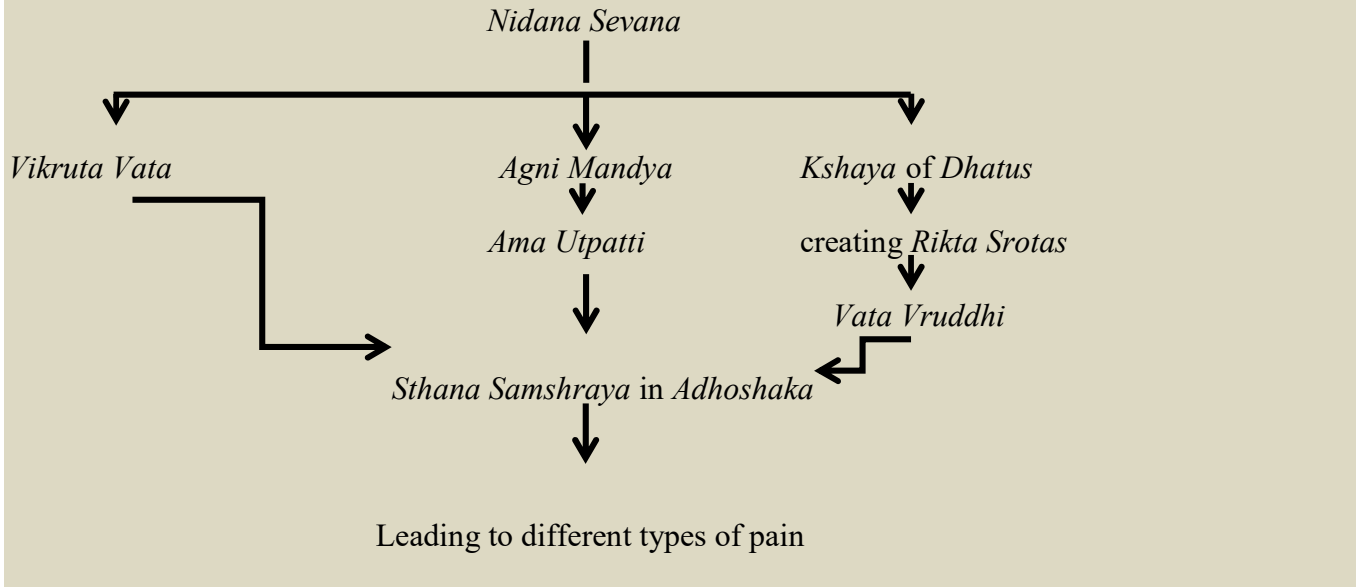 Nidana Sevana
Vikruta Vata
Agni Mandya
Kshaya of Dhatus
Ama Utpatti
creating Rikta Srotas
Vata Vruddhi
Sthana Samshraya in Adhoshaka
Leading to different types of pain